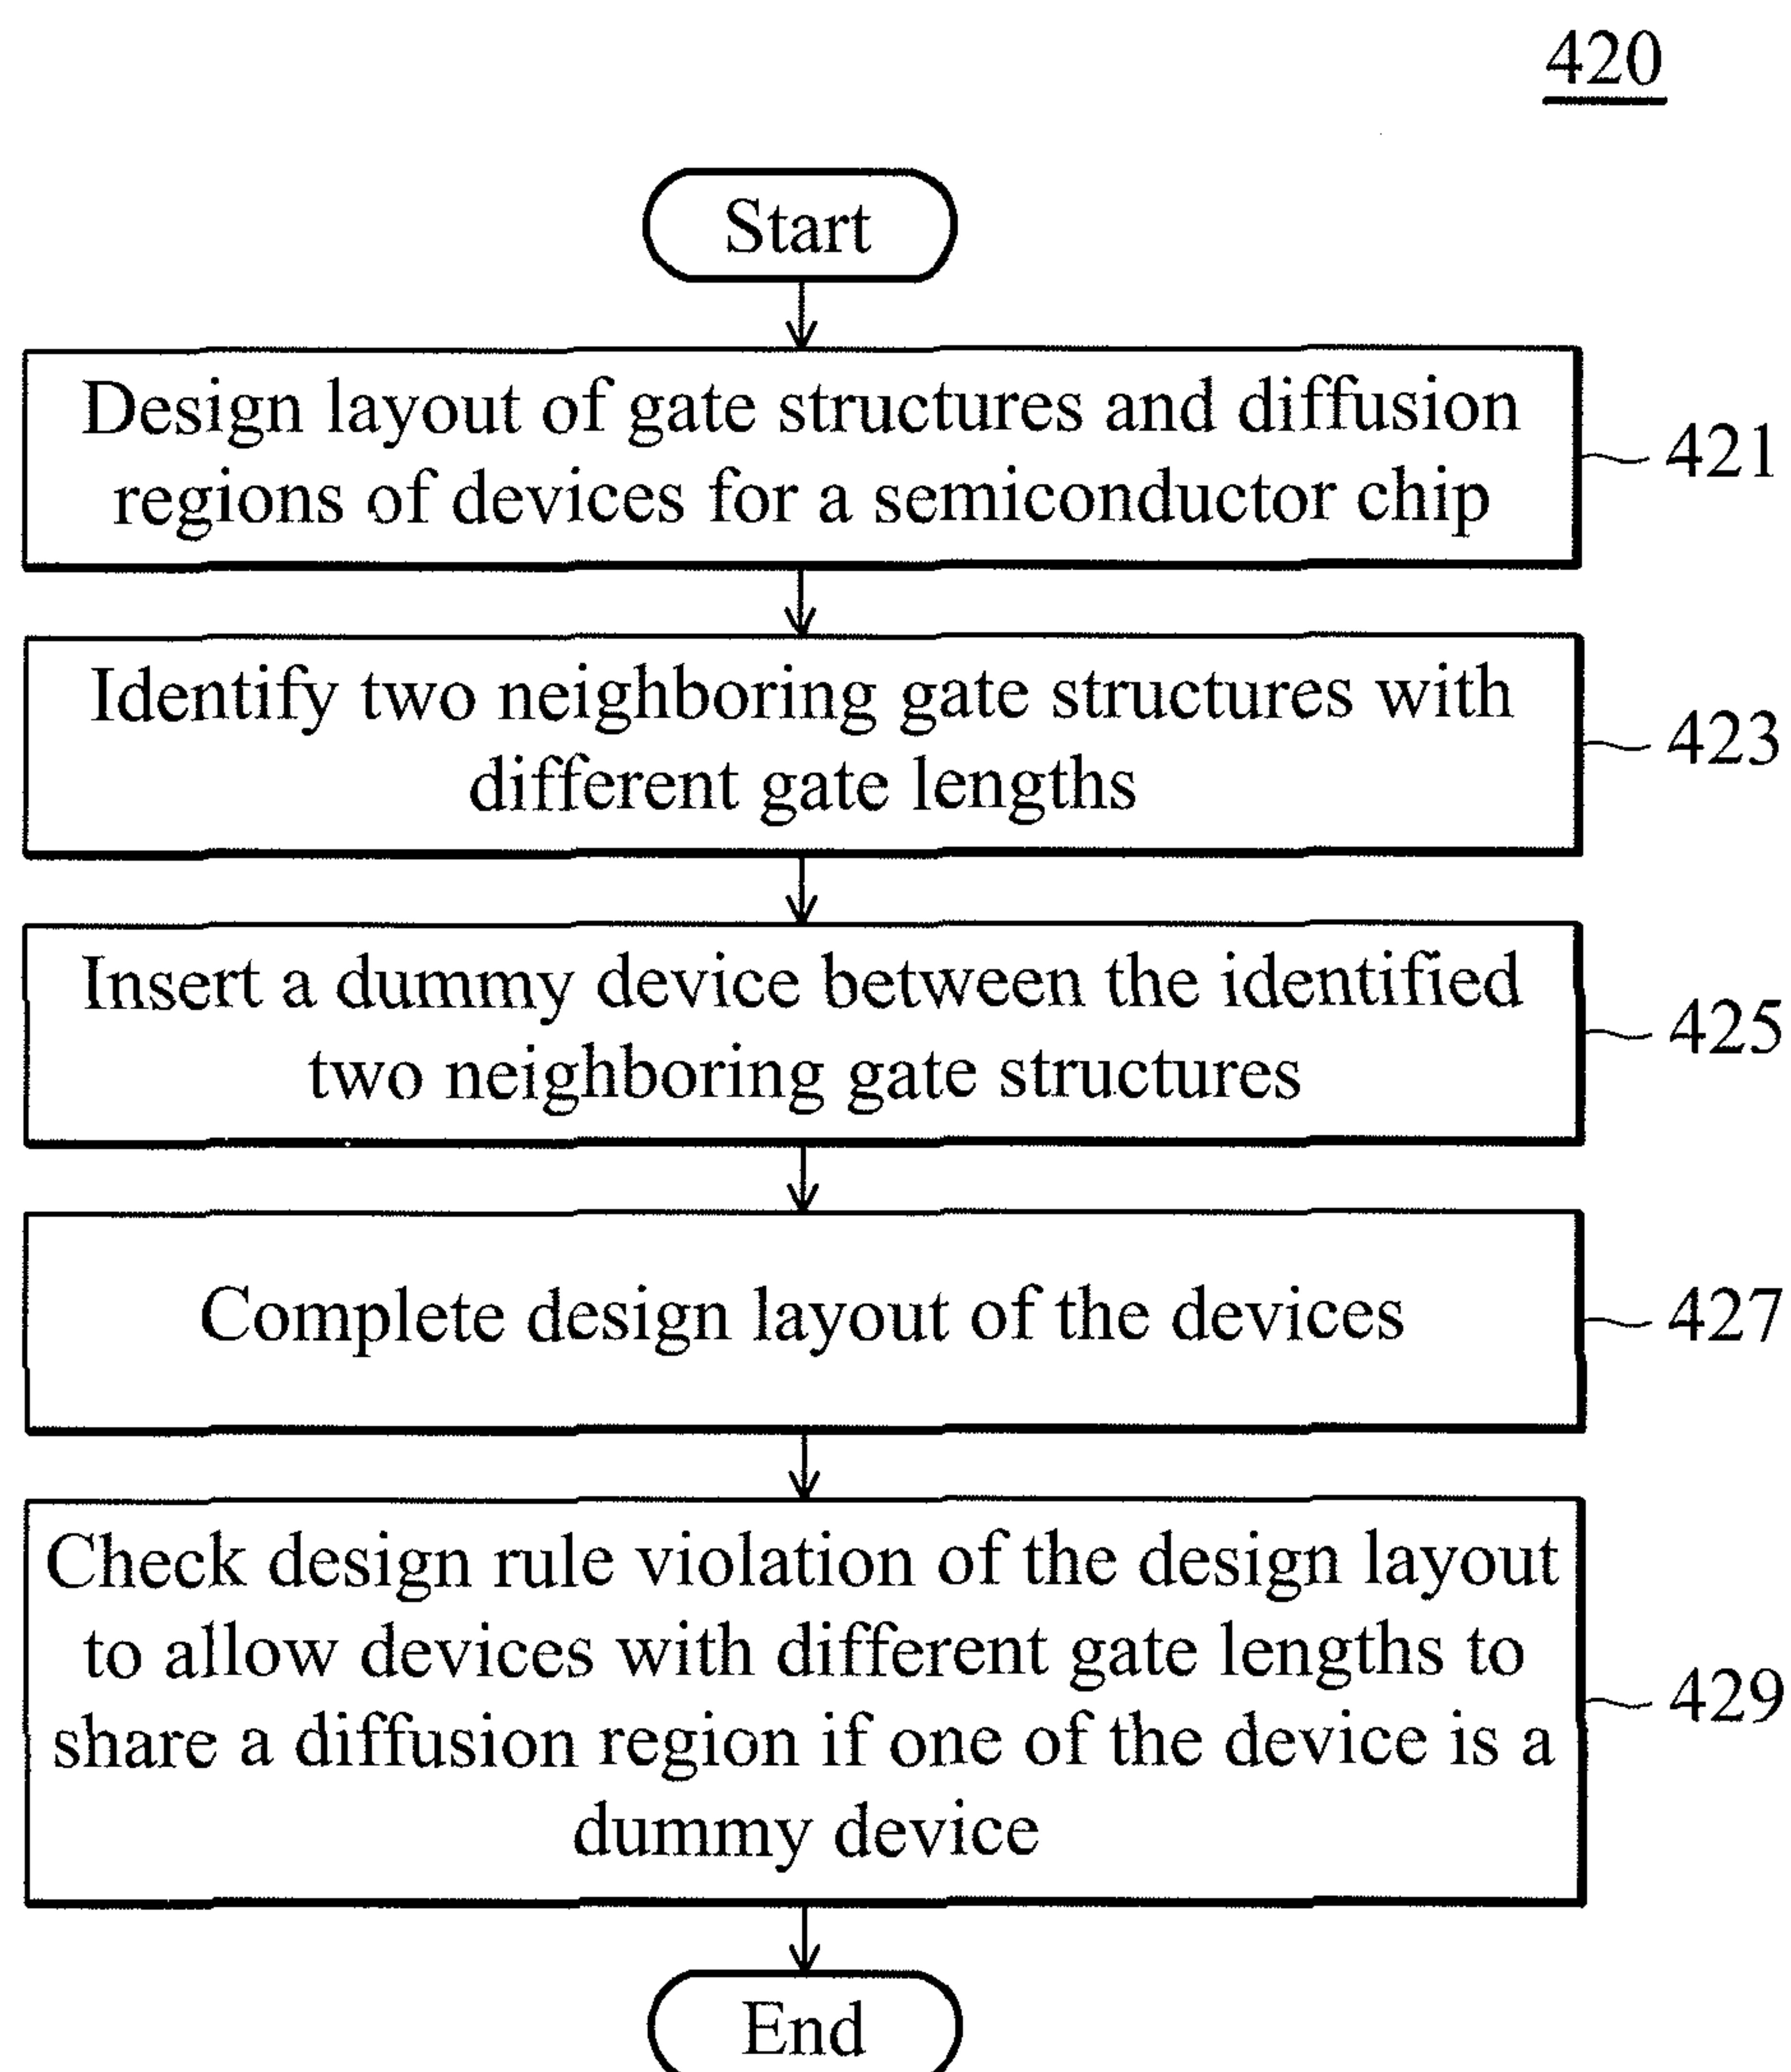 420
Start
Design layout of gate structures and diffusion
regions of devices for a semiconductor chip
421
Identify two neighboring gate structures with
different gate lengths
423
Insert a dummy device between the identified
two neighboring gate structures
425
Complete design layout of the devices
427
Check design rule violation of the design layout
to allow devices with different gate lengths to
share a diffusion region if one of the device is a
dummy device
429
End